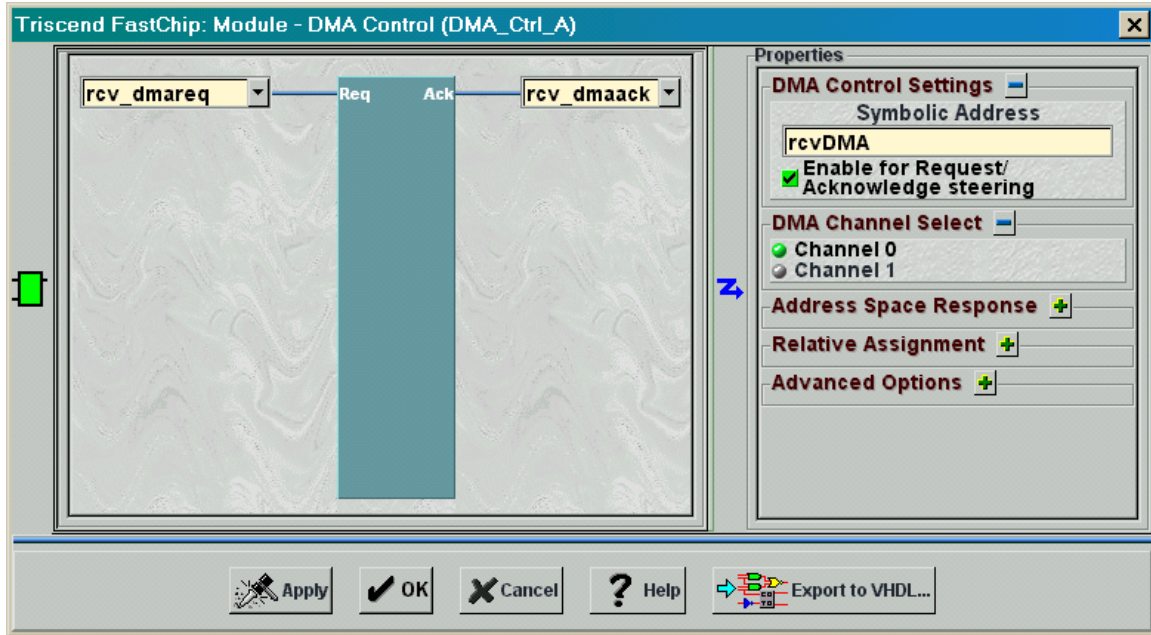 Triscend FastChip: Module - DMA Control (DMA_Ctrl_A)
rcv_dmareq
Req
Ack
rcv_dmaack
Properties
DMA Control Settings
Symbolic Address
rcvDMA
Enable for Request/
Acknowledge steering
DMA Channel Select
Channel 0
Channel 1
Address Space Response
Relative Assignment
Advanced Options
Apply
OK
Cancel
? Help
Export to VHDL...